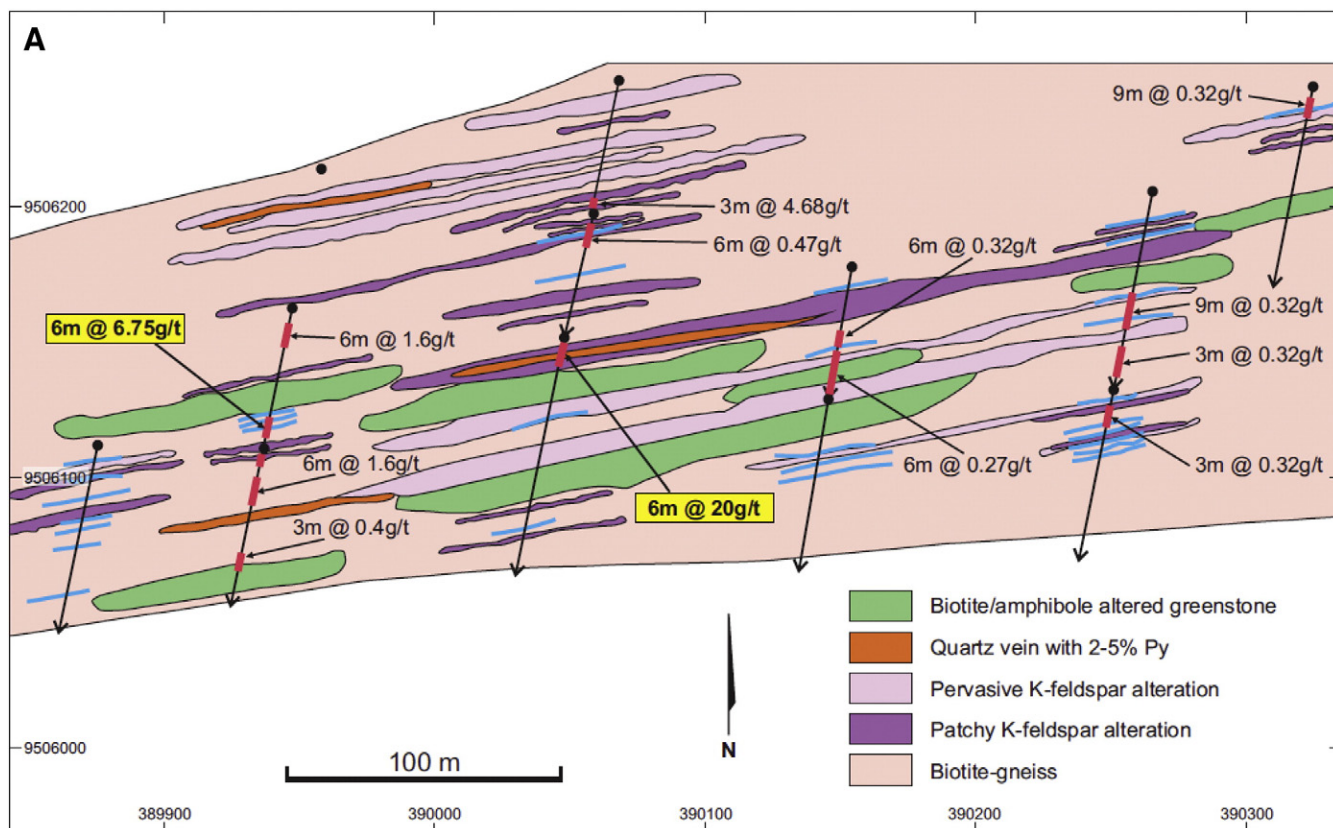 A
9m @ 0.32g/t
9506200
3m @ 4.68g/t
6m @ 0.47g/t
6m @ 0.32g/t
6m @ 6.75g/t
6m @ 1.6g/t
9m @ 0.32g/t
3m @ 0.32g/t
9506100
6m @ 1.6g/t
6m @ 0.27g/t
3m @ 0.32g/t
6m @ 20g/t
3m @ 0.4g/t
Biotite/amphibole altered greenstone
Quartz vein with 2-5% Py
Pervasive K-feldspar alteration
Patchy K-feldspar alteration
Biotite-gneiss
N
9506000
100 m
389900
390000
390100
390200
390300